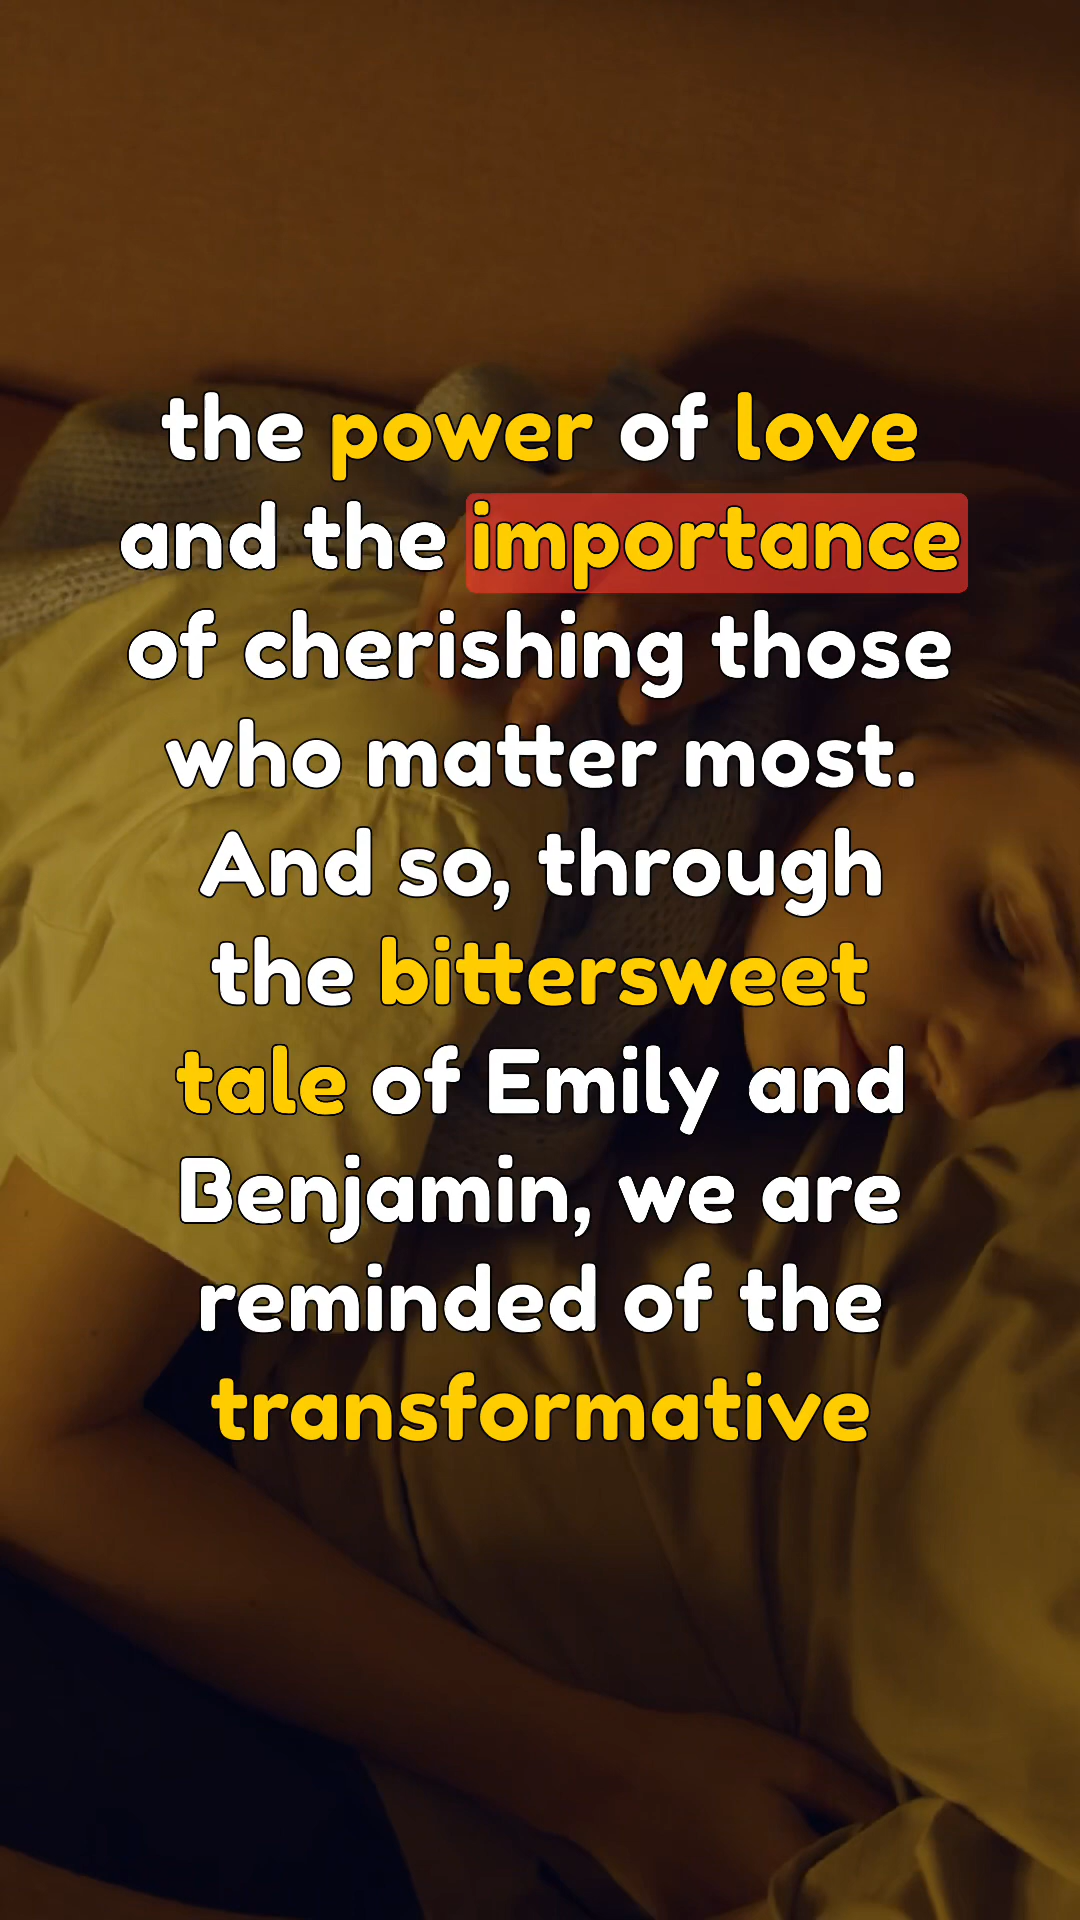 the power of love
and the importance
of cherishing those
who matter most.
And so, through
the bittersweet
tale of Emily and
Benjamin, we are
reminded of the
transformative